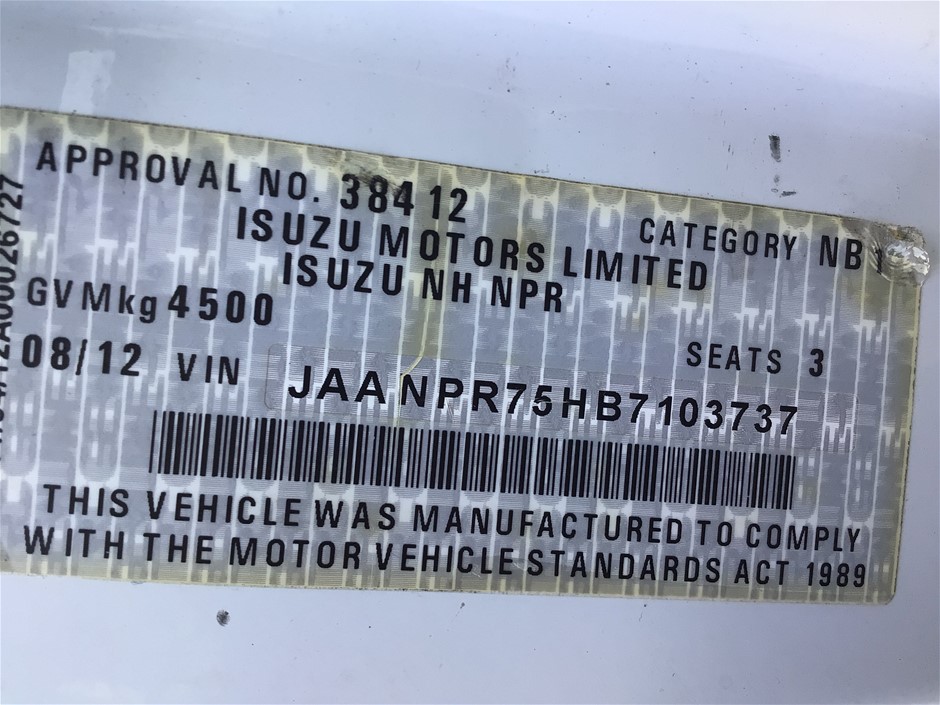 APPROVAL NO. 38412
CATEGORY NB1
ISUZU MOTORS LIMITED
ISUZU NH NPR
GVMkg 4500
SEATS 3
08/12 VIN JAANPR75HB7103737
THIS VEHICLE WAS MANUFACTURED TO COMPLY
WITH THE MOTOR VEHICLE STANDARDS ACT 1989